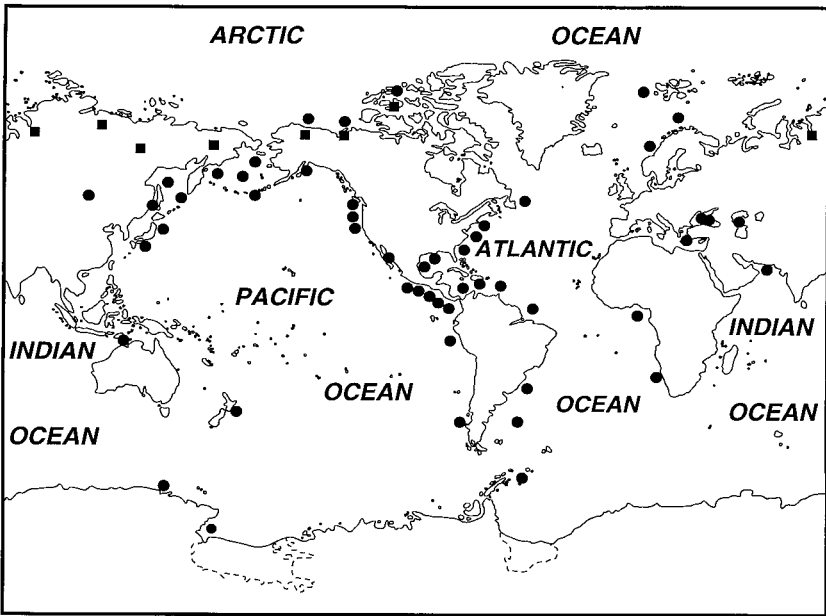 ARCTIC OCEAN
ATLANTIC
PACIFIC
INDIAN
INDIAN
OCEAN
OCEAN
OCEAN
OCEAN